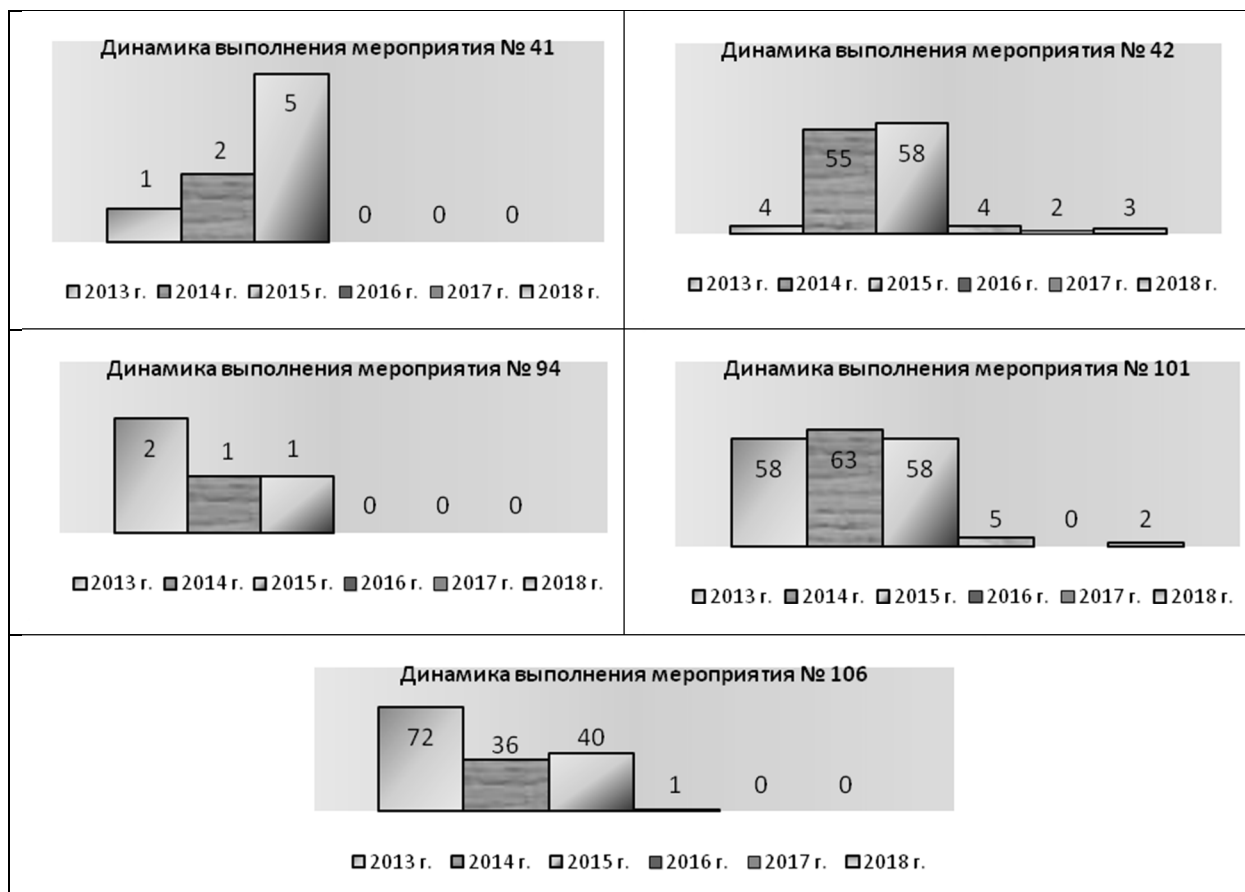 Динамика выполнения мероприятия № 41
5
2
1
0 0 0
2013 г. 2014 г. 2015 г. 2016 г. 2017 г. 2018 г.
Динамика выполнения мероприятия № 42
4 55 58 4 2 3
2013 г. 2014 г. 2015 г. 2016 г. 2017 г. 2018 г.
Динамика выполнения мероприятия № 94
2 1 1 0 0 0
2013 г. 2014 г. 2015 г. 2016 г. 2017 г. 2018 г.
Динамика выполнения мероприятия № 101
58 63 58 5 0 2
2013 г. 2014 г. 2015 г. 2016 г. 2017 г. 2018 г.
Динамика выполнения мероприятия № 106
72 36 40 1 0 0
2013 г. 2014 г. 2015 г. 2016 г. 2017 г. 2018 г.